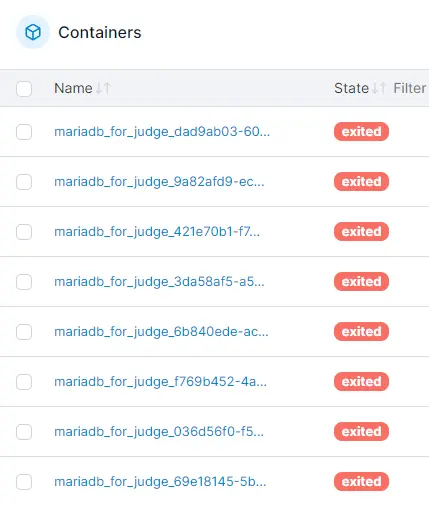 Containers
Name State Filter
mariadb_for_judge_dad9ab03-60... exited
mariadb_for_judge_9a82afd9-ec... exited
mariadb_for_judge_421e70b1-f7... exited
mariadb_for_judge_3da58af5-a5... exited
mariadb_for_judge_6b840ede-ac... exited
mariadb_for_judge_f769b452-4a... exited
mariadb_for_judge_036d56f0-f5... exited
mariadb_for_judge_69e18145-5b... exited